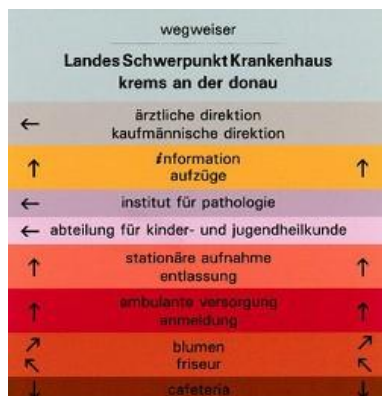 wegweiser
Landes Schwerpunkt Krankenhaus
krems an der donau
← ärztliche direktion
kaufmännische direktion
↑ information ↑
aufzüge
← institut für pathologie
← abteilung für kinder- und jugendheilkunde
↑ stationäre aufnahme ↑
entlassung
↑ ambulante versorgung ↑
anmeldung
↗ blumen ↗
↖ friseur ↖
↓ cafeteria ↓